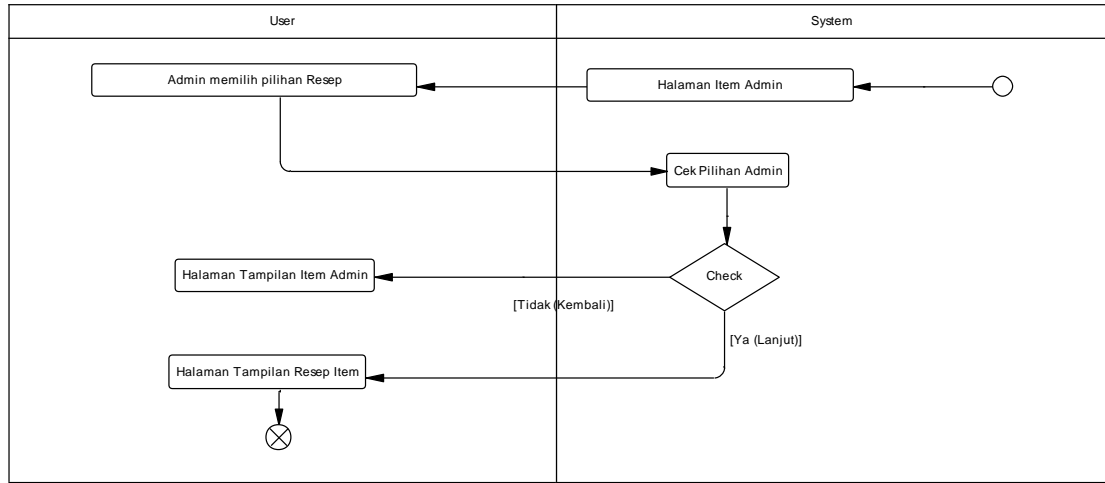 User
System
Admin memilih pilihan Resep
Halaman Item Admin
Cek Pilihan Admin
Check
Halaman Tampilan Item Admin
[Tidak (Kembali)]
[Ya (Lanjut)]
Halaman Tampilan Resep Item